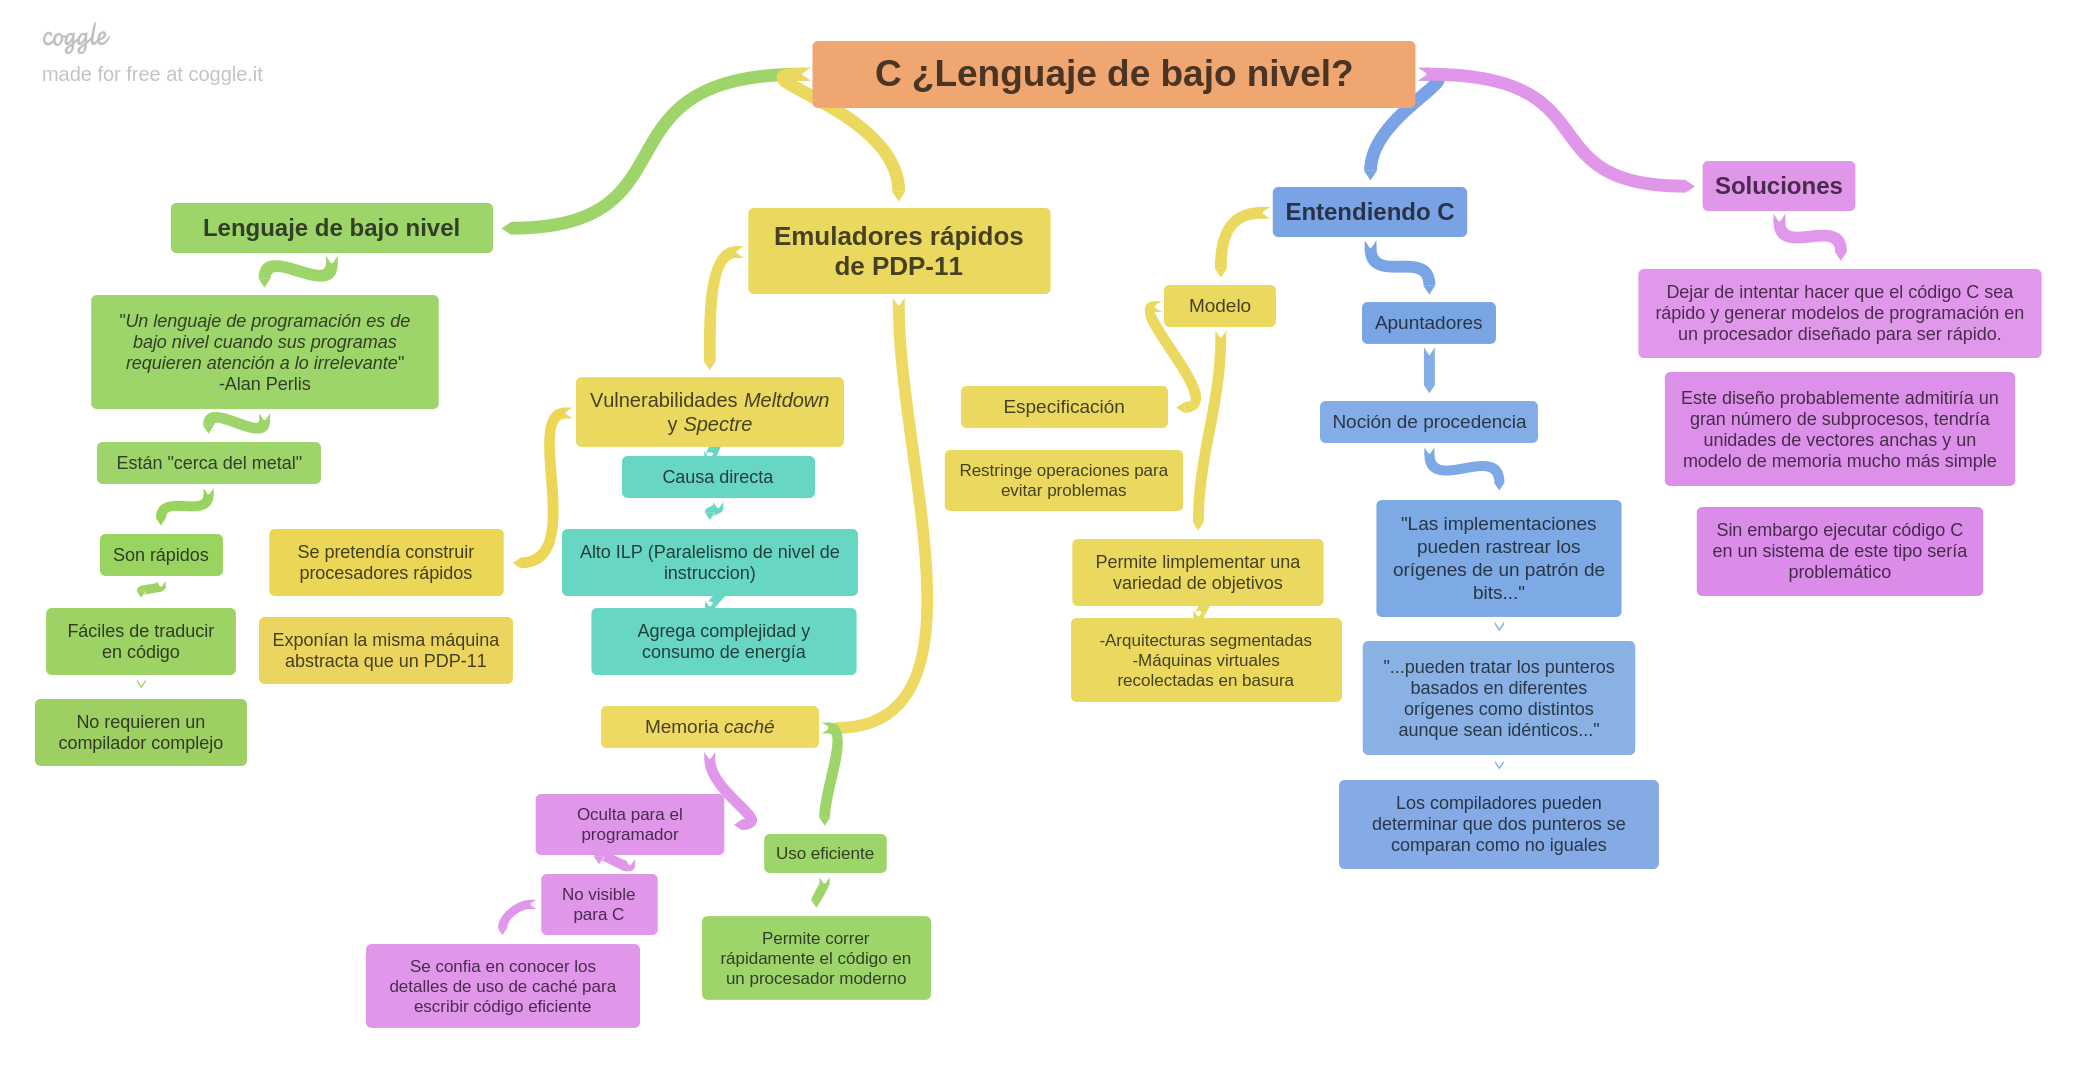 coggle
made for free at coggle.it
C ¿Lenguaje de bajo nivel?
Lenguaje de bajo nivel
"Un lenguaje de programación es de
bajo nivel cuando sus programas
requieren atención a lo irrelevante"
-Alan Perlis
Están "cerca del metal"
Son rápidos
Fáciles de traducir
en código
No requieren un
compilador complejo
Emuladores rápidos
de PDP-11
Vulnerabilidades Meltdown
y Spectre
Se pretendía construir
procesadores rápidos
Exponían la misma máquina
abstracta que un PDP-11
Causa directa
Alto ILP (Paralelismo de nivel de
instruccion)
Agrega complejidad y
consumo de energía
Memoria caché
Oculta para el
programador
No visible
para C
Se confia en conocer los
detalles de uso de caché para
escribir código eficiente
Uso eficiente
Permite correr
rápidamente el código en
un procesador moderno
Entendiendo C
Modelo
Especificación
Restringe operaciones para
evitar problemas
Permite limplementar una
variedad de objetivos
-Arquitecturas segmentadas
-Máquinas virtuales
recolectadas en basura
Apuntadores
Noción de procedencia
"Las implementaciones
pueden rastrear los
orígenes de un patrón de
bits..."
"...pueden tratar los punteros
basados en diferentes
orígenes como distintos
aunque sean idénticos..."
Los compiladores pueden
determinar que dos punteros se
comparan como no iguales
Soluciones
Dejar de intentar hacer que el código C sea
rápido y generar modelos de programación en
un procesador diseñado para ser rápido.
Este diseño probablemente admitiría un
gran número de subprocesos, tendría
unidades de vectores anchas y un
modelo de memoria mucho más simple
Sin embargo ejecutar código C
en un sistema de este tipo sería
problemático